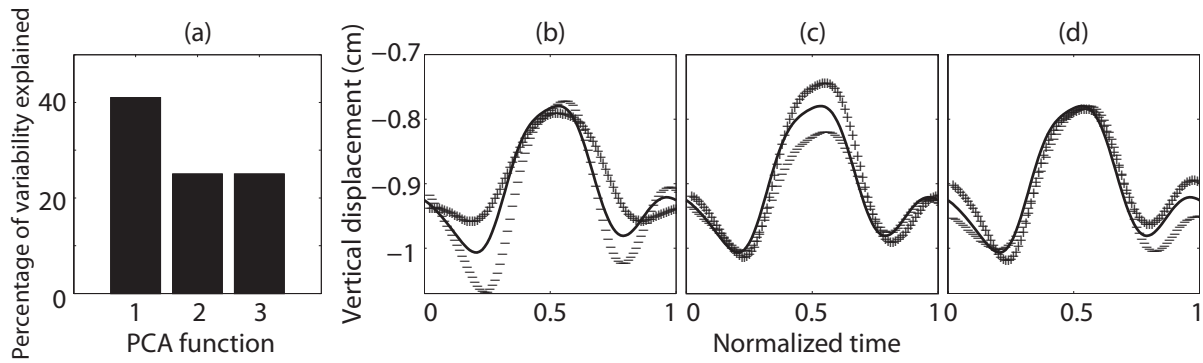 (a)
(b)
(c)
(d)
Percentage of variability explained
40
20
0
1
2
3
PCA function
Vertical displacement (cm)
−0.7
−0.8
−0.9
−1
0
0.5
1
0
0.5
1
0
0.5
1
Normalized time